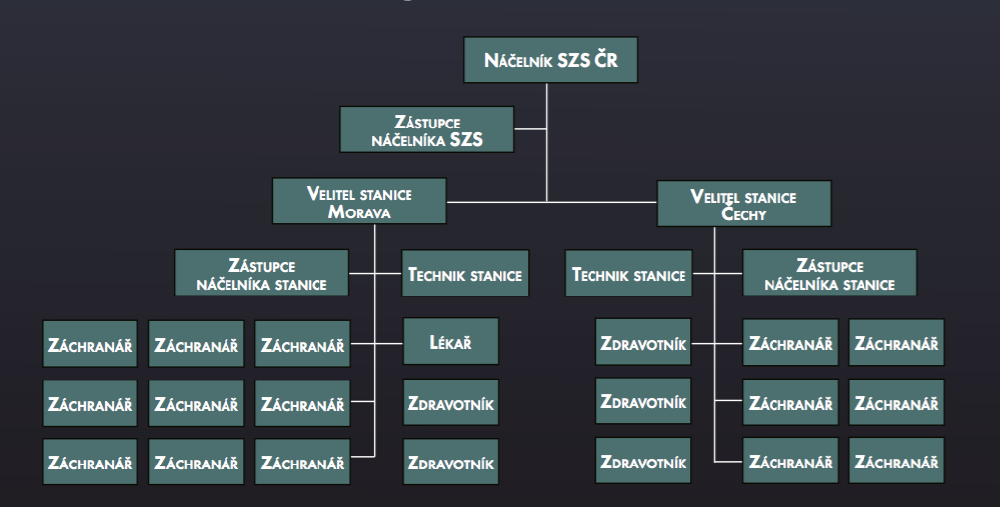 Náčelník SZS ČR
Zástupce
náčelníka SZS
Velitel stanice
Morava
Velitel stanice
Čechy
Zástupce
náčelníka stanice
Technik stanice
Technik stanice
Zástupce
náčelníka stanice
Záchranář
Záchranář
Záchranář
Lékař
Zdravotník
Záchranář
Záchranář
Záchranář
Záchranář
Záchranář
Zdravotník
Zdravotník
Záchranář
Záchranář
Záchranář
Záchranář
Záchranář
Zdravotník
Zdravotník
Záchranář
Záchranář